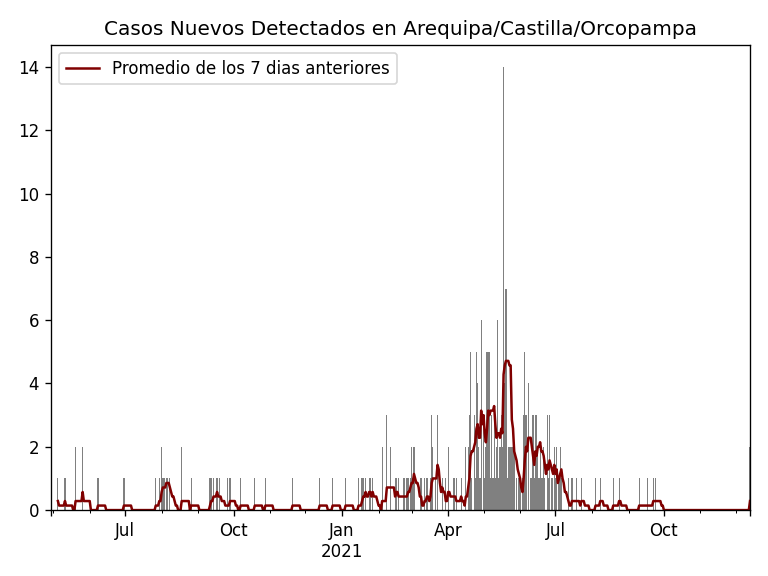 Casos Nuevos Detectados en Arequipa/Castilla/Orcopampa
Promedio de los 7 dias anteriores
14
12
10
8
6
4
2
0
Jul
Oct
Jan
2021
Apr
Jul
Oct